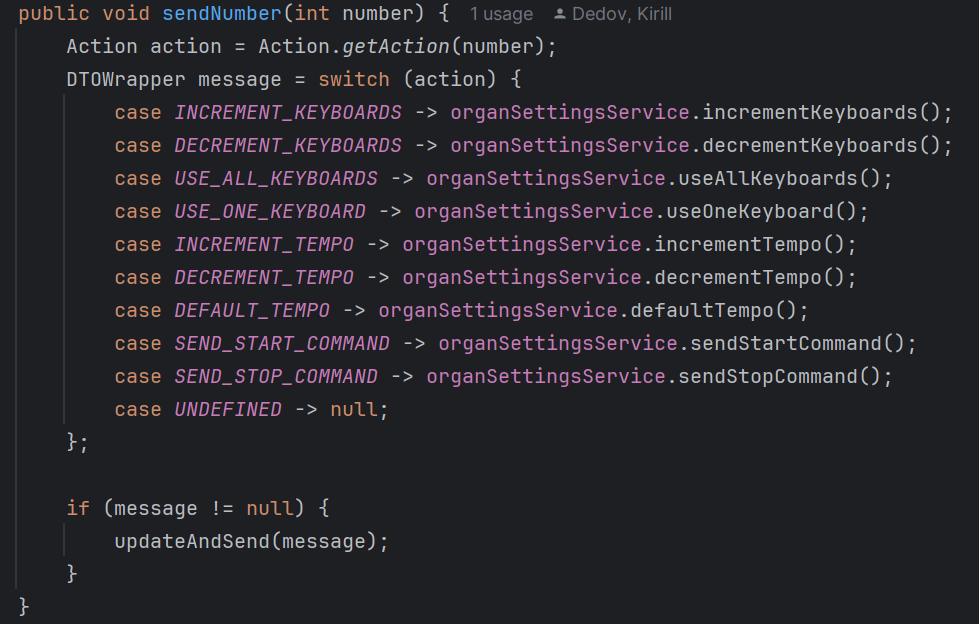 public void sendNumber(int number) { 1 usage Dedov, Kirill
    Action action = Action.getAction(number);
    DTOWrapper message = switch (action) {
        case INCREMENT_KEYBOARDS -> organSettingsService.incrementKeyboards();
        case DECREMENT_KEYBOARDS -> organSettingsService.decrementKeyboards();
        case USE_ALL_KEYBOARDS -> organSettingsService.useAllKeyboards();
        case USE_ONE_KEYBOARD -> organSettingsService.useOneKeyboard();
        case INCREMENT_TEMPO -> organSettingsService.incrementTempo();
        case DECREMENT_TEMPO -> organSettingsService.decrementTempo();
        case DEFAULT_TEMPO -> organSettingsService.defaultTempo();
        case SEND_START_COMMAND -> organSettingsService.sendStartCommand();
        case SEND_STOP_COMMAND -> organSettingsService.sendStopCommand();
        case UNDEFINED -> null;
    };

    if (message != null) {
        updateAndSend(message);
    }
}